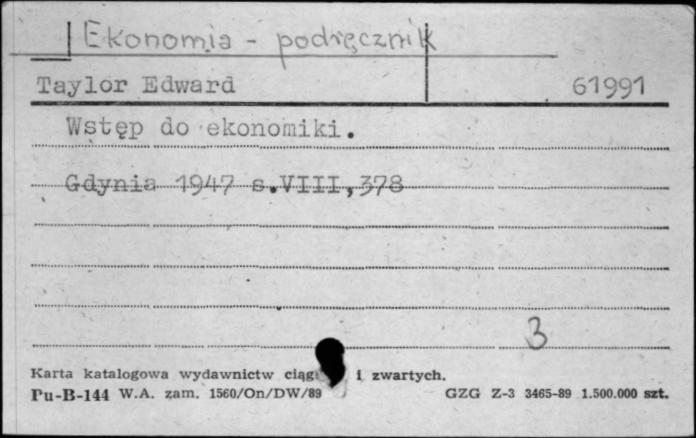 Ekonomia - podręcznik
Taylor Edward 61991
Wstęp do ekonomiki.
Gdynia 1947 s.VIII,378
3
Karta katalogowa wydawnictw i zwartych.
Pu-B-144 W.A. zam. 1560/On/DW/89 GZG Z-3 3465-89 1.500.000 szt.